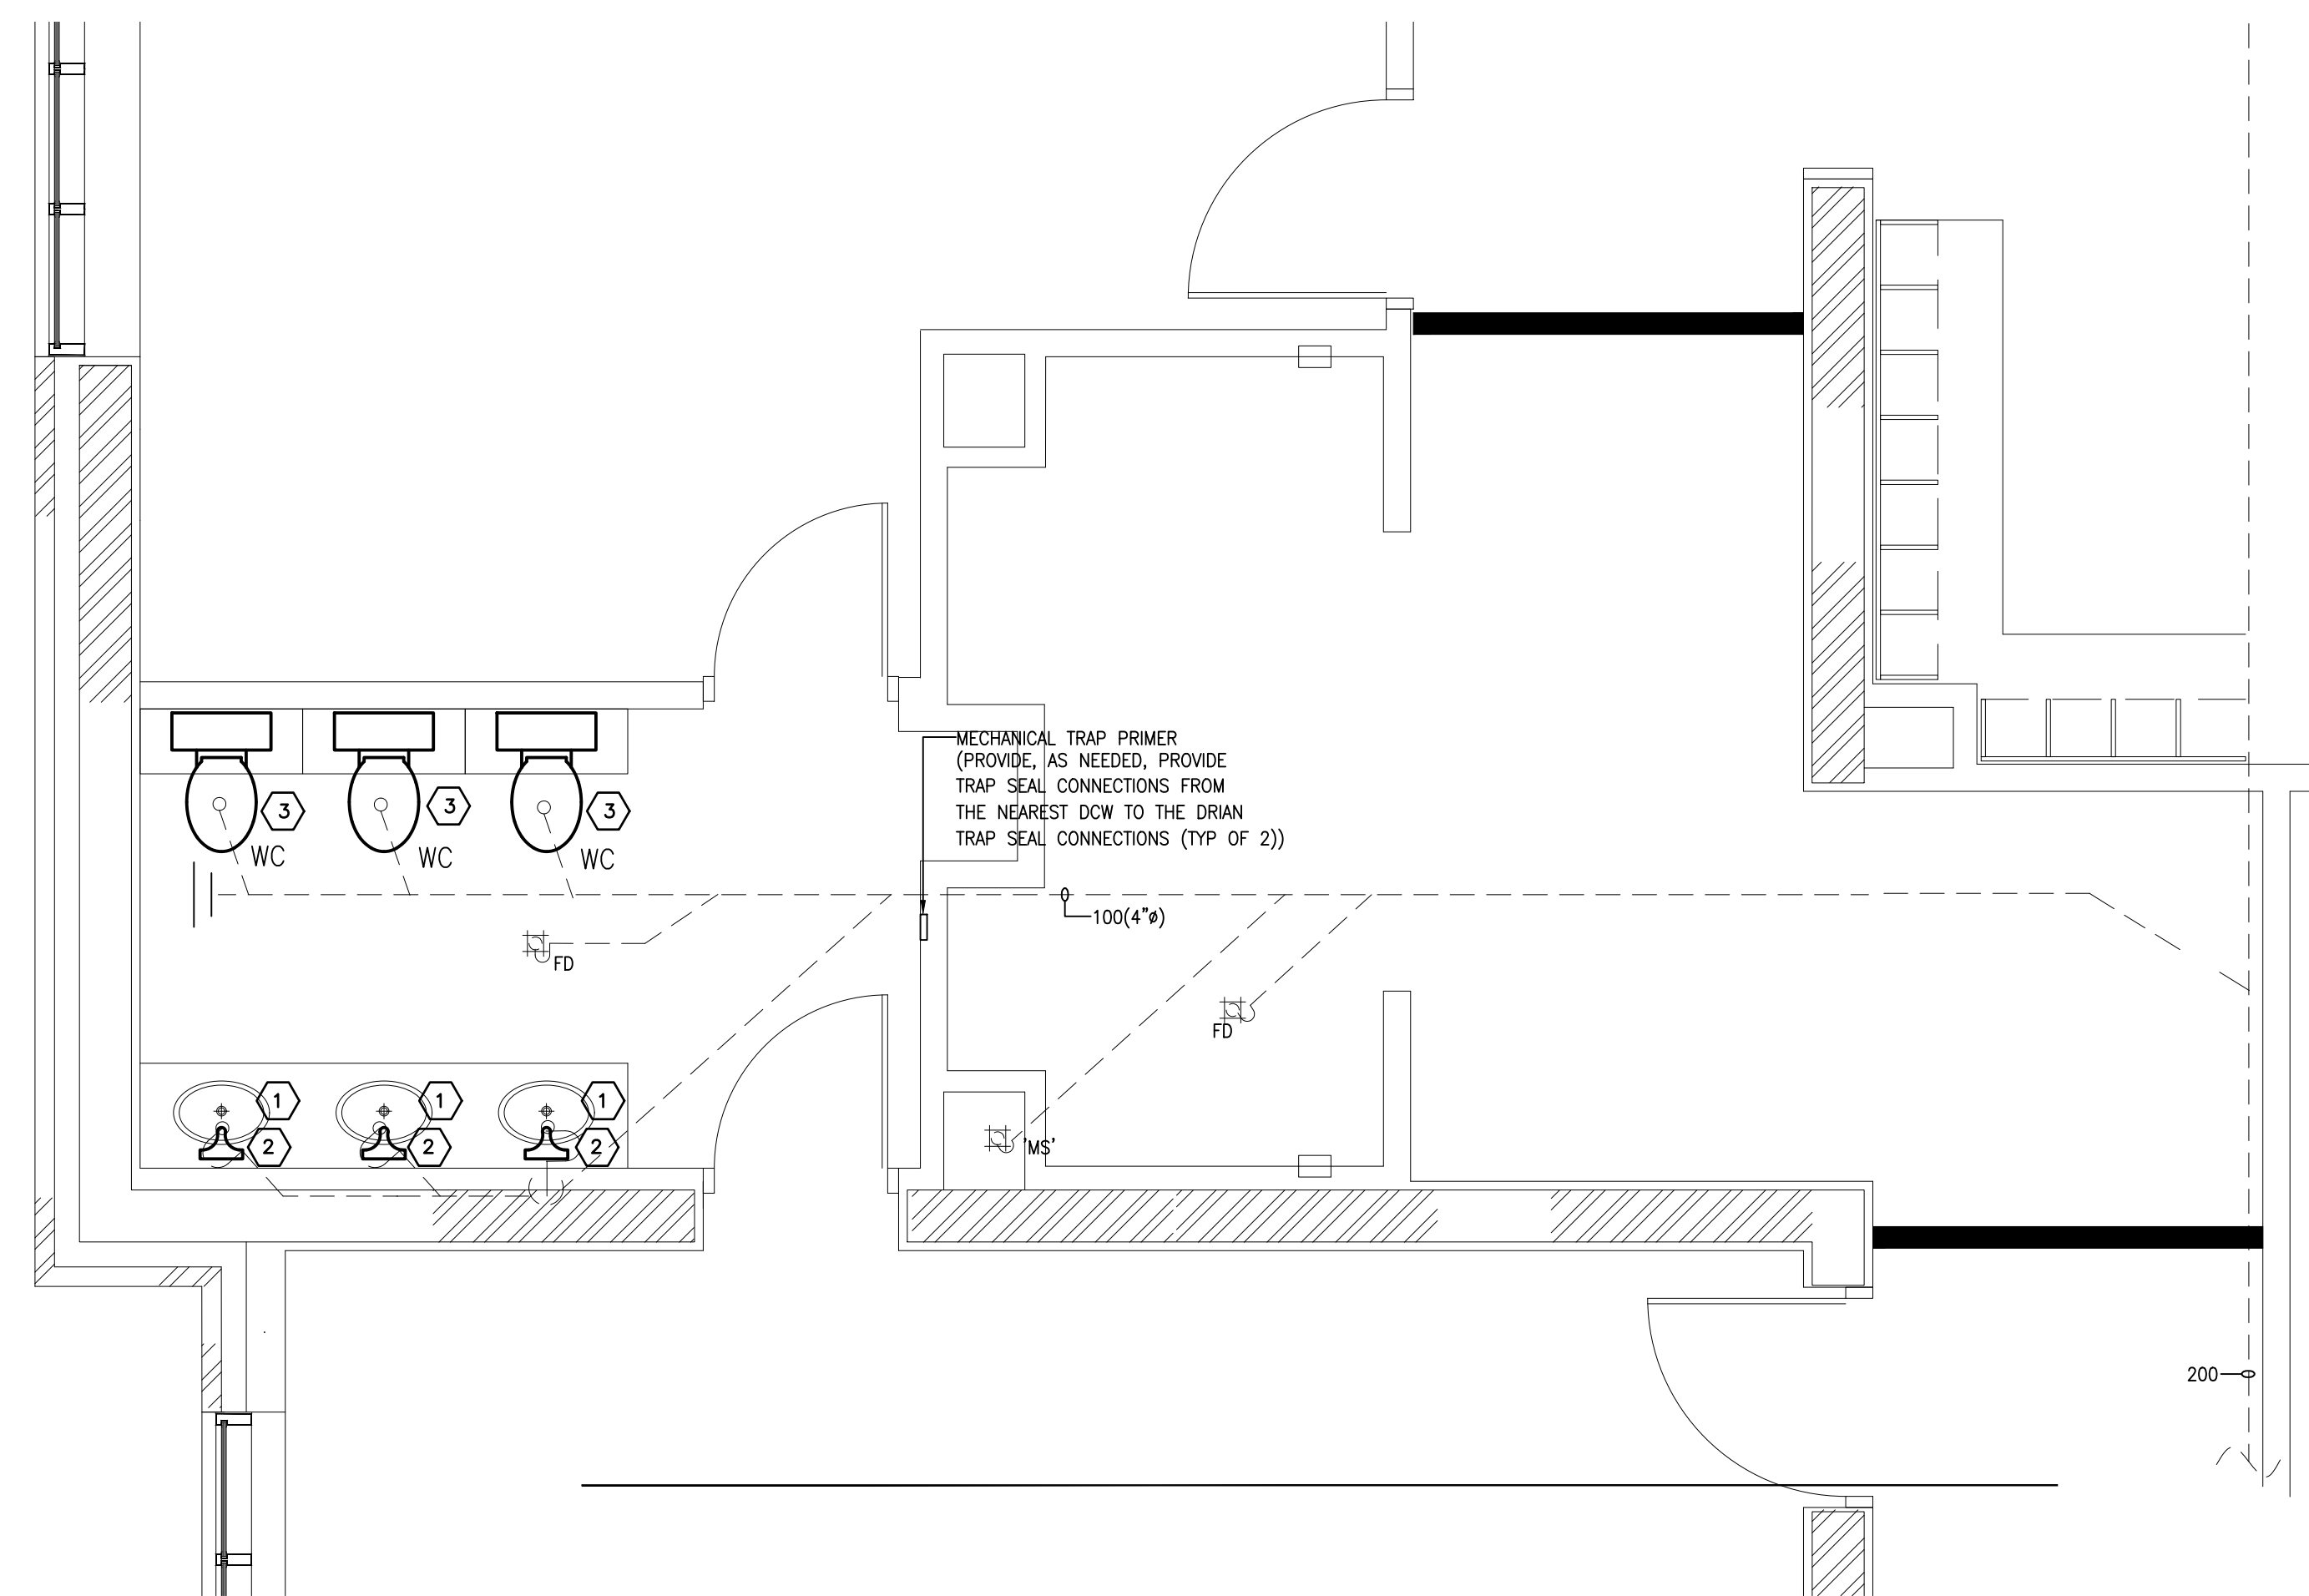 MECHANICAL TRAP PRIMER
(PROVIDE, AS NEEDED, PROVIDE
TRAP SEAL CONNECTIONS FROM
THE NEAREST DCW TO THE DRIAN
TRAP SEAL CONNECTIONS (TYP OF 2))
3
3
3
WC
WC
WC
100(4"ø)
FD
FD
1
1
1
2
2
2
'MS'
200